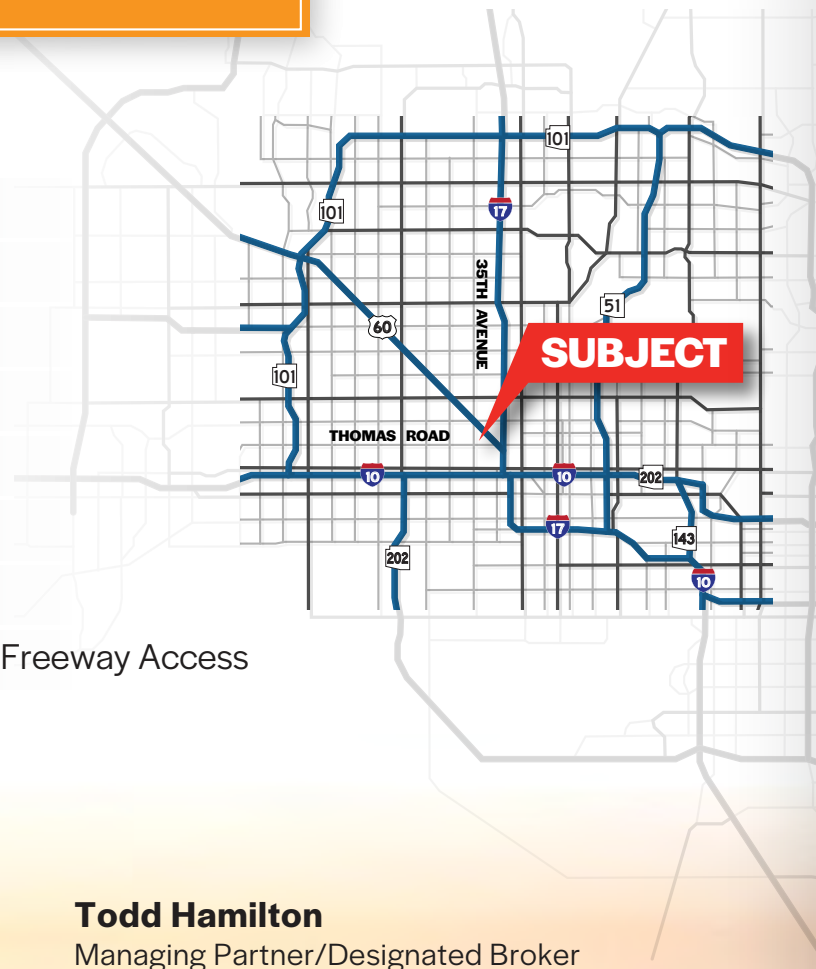 101
101
17
35TH AVENUE
51
60
SUBJECT
101
THOMAS ROAD
10
10
202
17
143
202
10
Freeway Access
Todd Hamilton
Managing Partner/Designated Broker